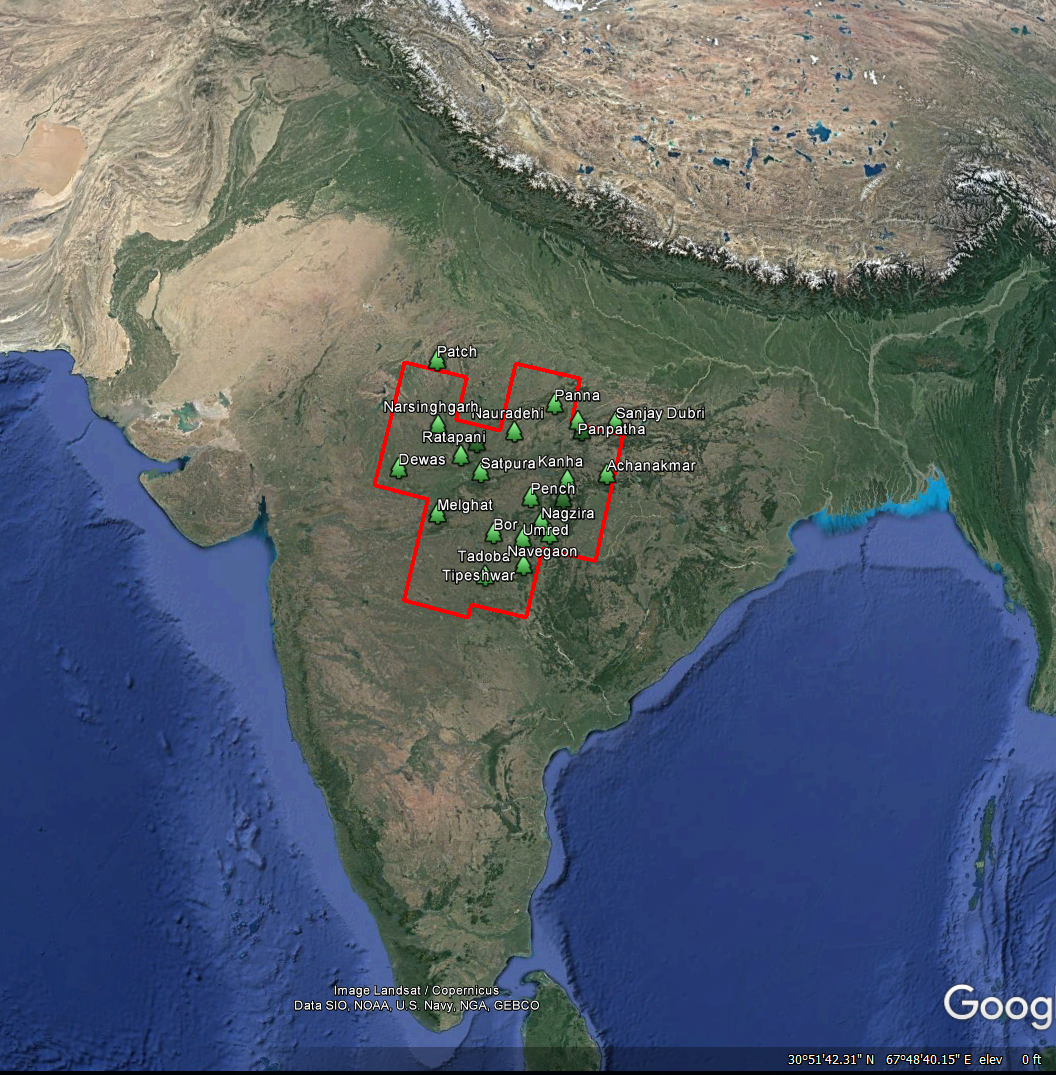 Patch
Panna
Narsinghgarh
Nauradehi
Sanjay Dubri
Panpatha
Ratapani
Dewas
Satpura
Kanha
Achanakmar
Pench
Melghat
Nagzira
Bor
Umred
Tadoba
Navegaon
Tipeshwar
Image Landsat / Copernicus
Data SIO, NOAA, U.S. Navy, NGA, GEBCO
Goog
30°51'42.31" N 67°48'40.15" E elev 0 ft